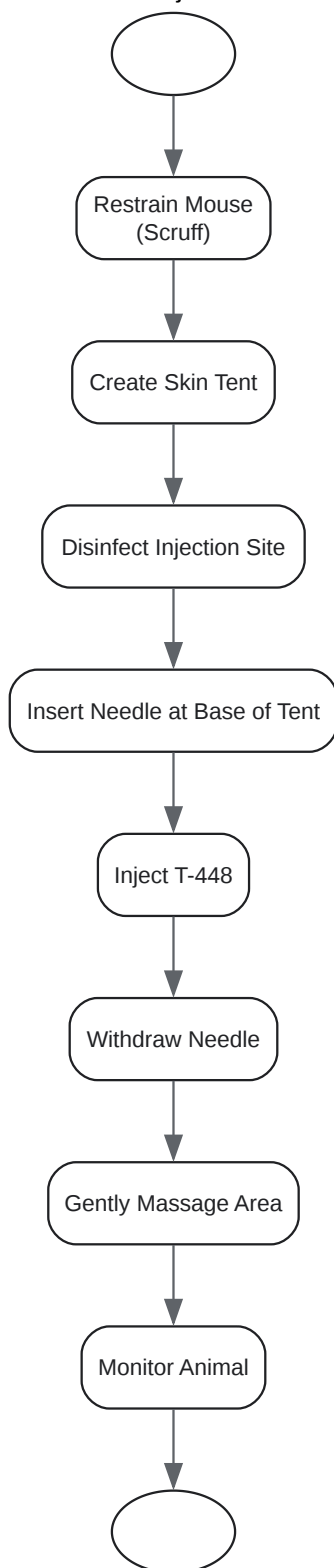 Restrain Mouse
(Scruff)
Create Skin Tent
Disinfect Injection Site
Insert Needle at Base of Tent
Inject T-448
Withdraw Needle
Gently Massage Area
Monitor Animal